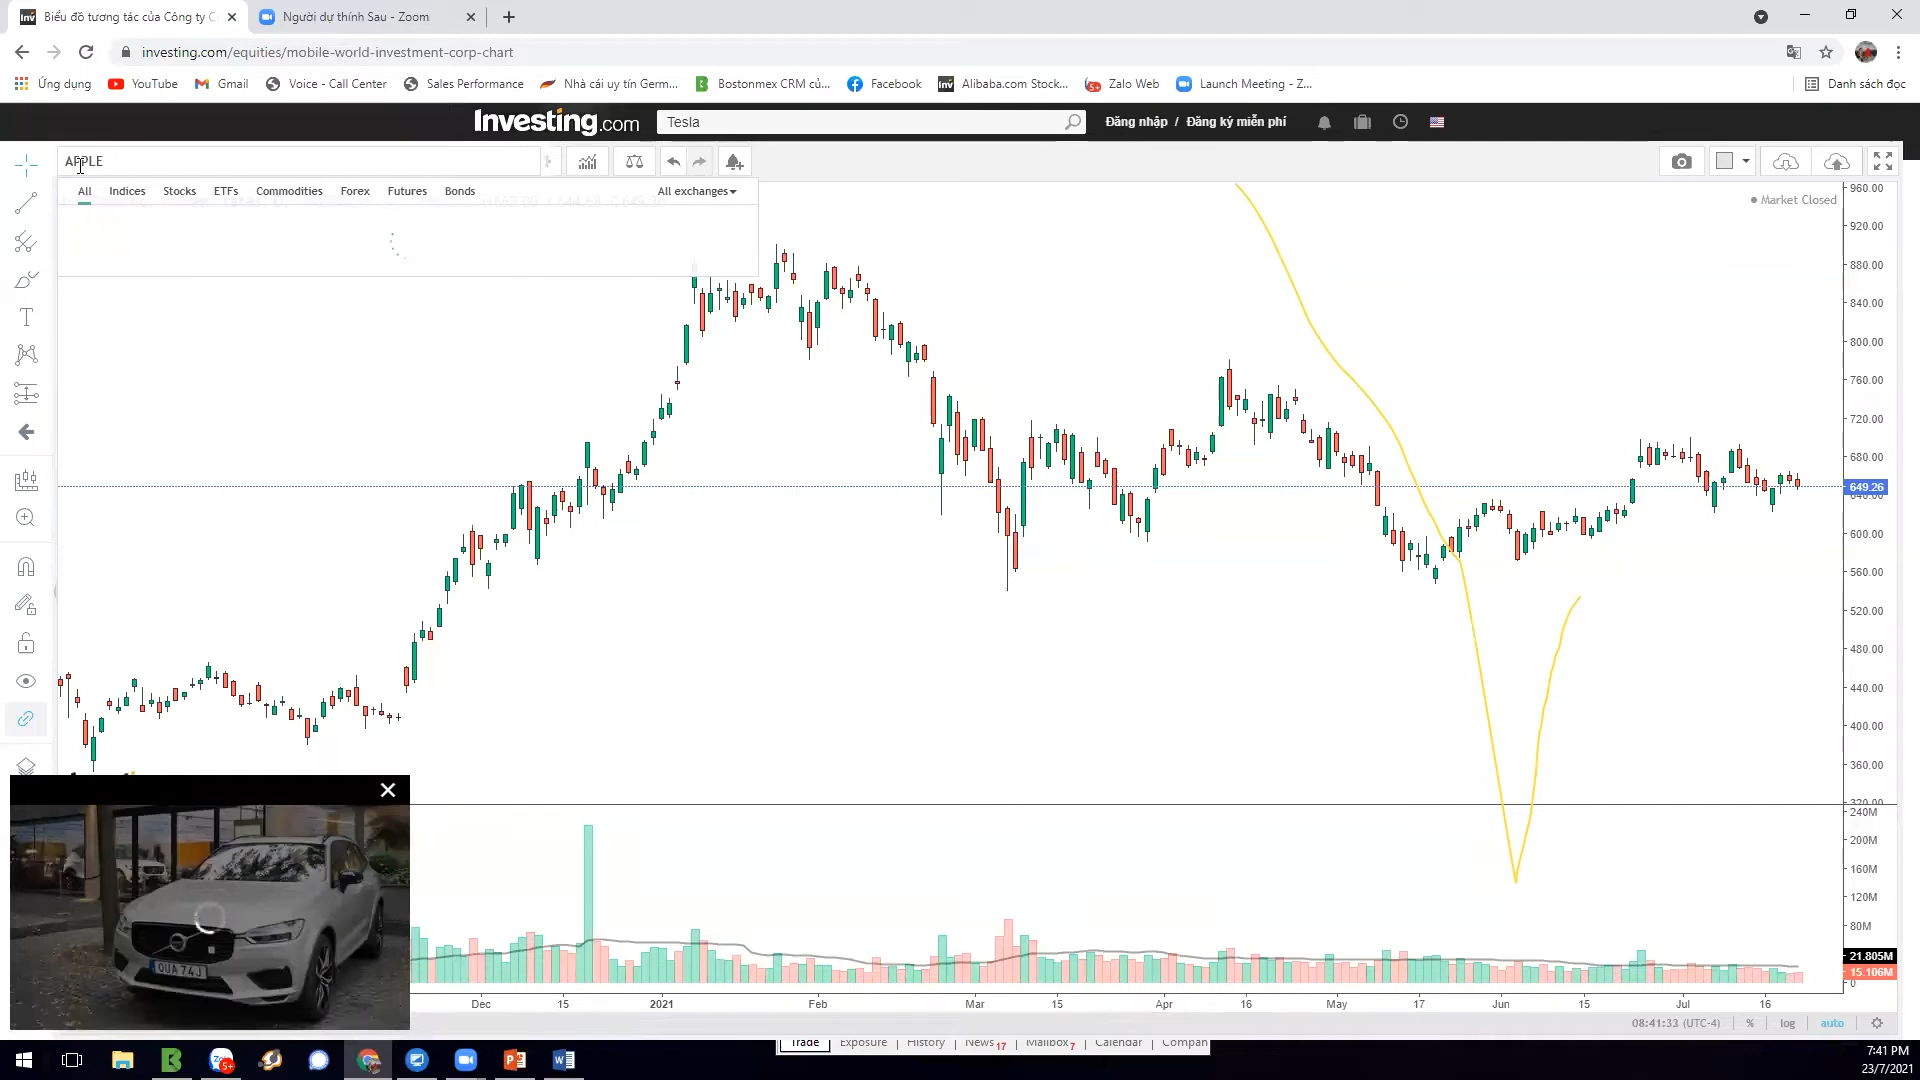 Biểu đồ tương tác của Công ty C
Người dự thính Sau - Zoom
investing.com/equities/mobile-world-investment-corp-chart
Ứng dụng
YouTube
Gmail
Voice - Call Center
Sales Performance
Nhà cái uy tín Germ...
Bostonmex CRM củ...
Facebook
Alibaba.com Stock...
Zalo Web
Launch Meeting - Z...
Danh sách đọc
Investing.com
Tesla
Đăng nhập / Đăng ký miễn phí
APPLE
All
Indices
Stocks
ETFs
Commodities
Forex
Futures
Bonds
All exchanges
Market Closed
960.00
920.00
880.00
840.00
800.00
760.00
720.00
680.00
649.26
640.00
600.00
560.00
520.00
480.00
440.00
400.00
360.00
320.00
240M
200M
160M
120M
80M
21.805M
15.106M
0
OUA 74J
Dec
15
2021
Feb
Mar
15
Apr
16
May
17
Jun
15
Jul
16
08:41:33 (UTC-4)
%
log
auto
Trade
Exposure
History
News 17
Mailbox 7
Calendar
Compan
7:41 PM
23/7/2021